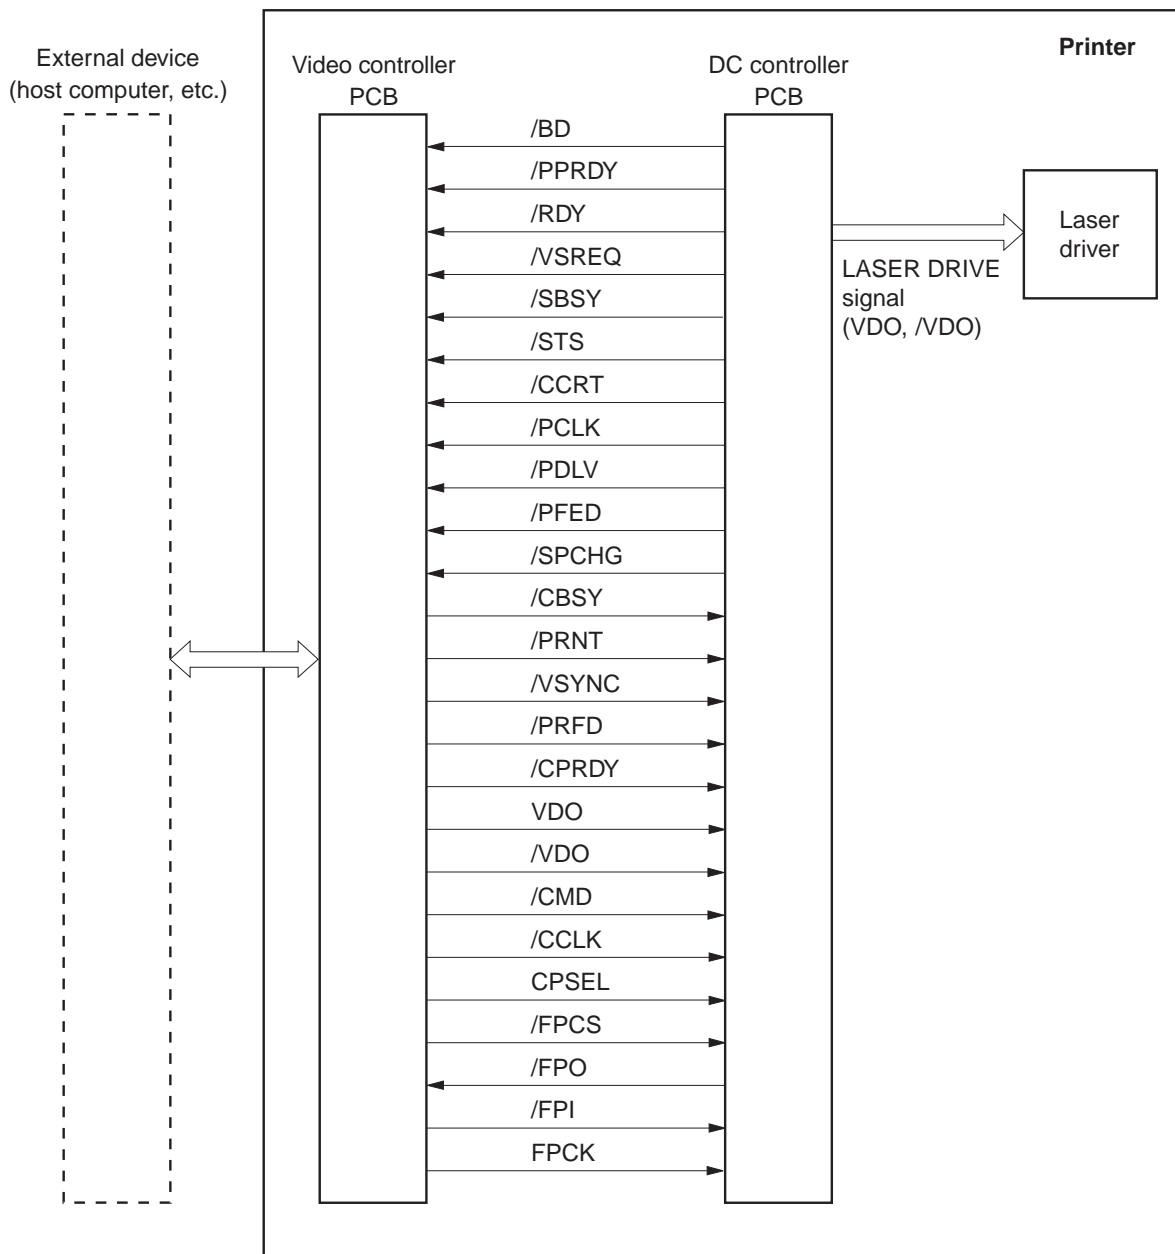 Printer
External device
(host computer, etc.)
Video controller
PCB
DC controller
PCB
/BD
/PPRDY
/RDY
/VSREQ
/SBSY
/STS
/CCRT
/PCLK
/PDLV
/PFED
/SPCHG
/CBSY
/PRNT
/VSYNC
/PRFD
/CPRDY
VDO
/VDO
/CMD
/CCLK
CPSEL
/FPCS
/FPO
/FPI
FPCK
Laser
driver
LASER DRIVE
signal
(VDO, /VDO)